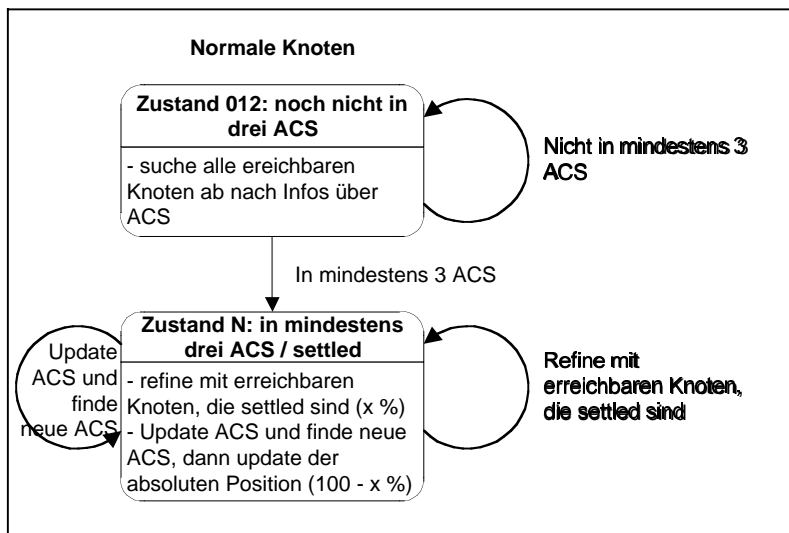 Normale Knoten
Zustand 012: noch nicht in
drei ACS
- suche alle ereichbaren
Knoten ab nach Infos über
ACS
Nicht in mindestens 3
ACS
In mindestens 3 ACS
Zustand N: in mindestens
drei ACS / settled
- refine mit erreichbaren
Knoten, die settled sind (x %)
- Update ACS und finde neue
ACS, dann update der
absoluten Position (100 - x %)
Update
ACS und
finde
neue ACS
Refine mit
erreichbaren Knoten,
die settled sind